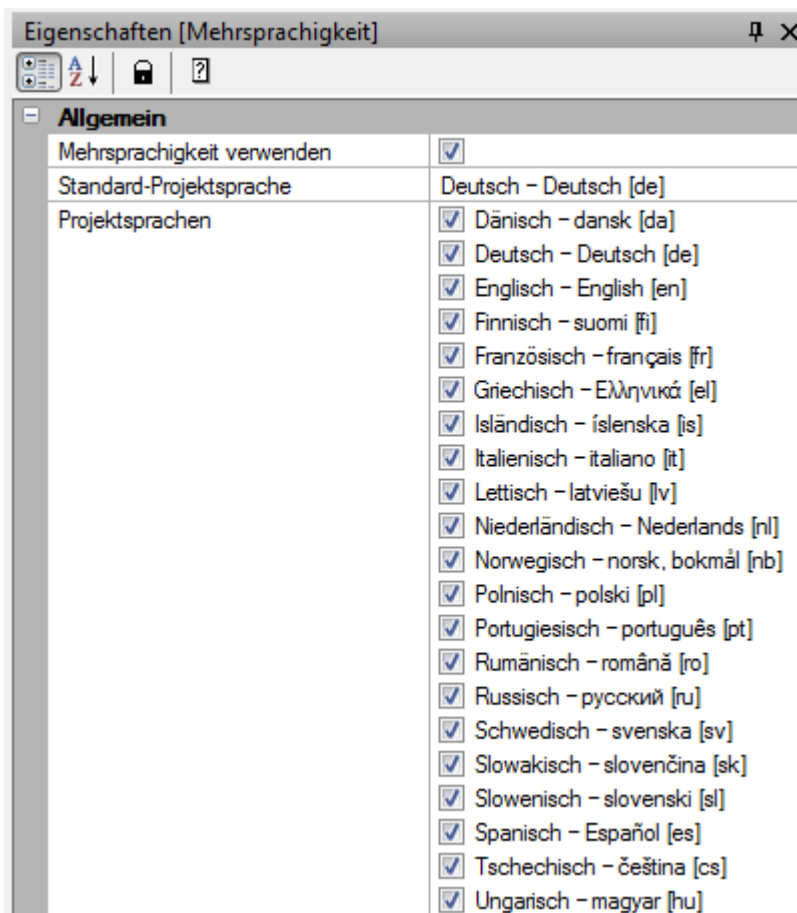 Eigenschaften [Mehrsprachigkeit]
Allgemein
Mehrsprachigkeit verwenden
Standard-Projektsprache Deutsch – Deutsch [de]
Projektsprachen Dänisch – dansk [da]
Deutsch – Deutsch [de]
Englisch – English [en]
Finnisch – suomi [fi]
Französisch – français [fr]
Griechisch – Ελληνικά [el]
Isländisch – íslenska [is]
Italienisch – italiano [it]
Lettisch – latviešu [lv]
Niederländisch – Nederlands [nl]
Norwegisch – norsk, bokmål [nb]
Polnisch – polski [pl]
Portugiesisch – português [pt]
Rumänisch – română [ro]
Russisch – русский [ru]
Schwedisch – svenska [sv]
Slowakisch – slovenčina [sk]
Slowenisch – slovenski [sl]
Spanisch – Español [es]
Tschechisch – čeština [cs]
Ungarisch – magyar [hu]